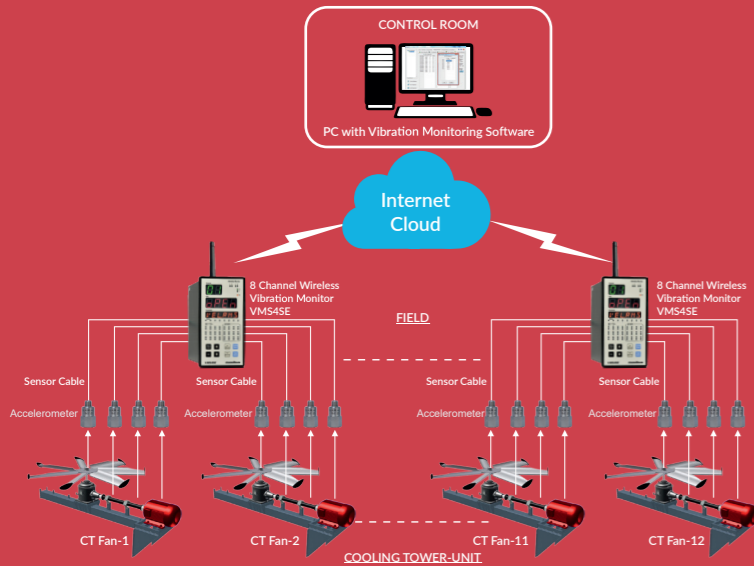 CONTROL ROOM
PC with Vibration Monitoring Software
Internet
Cloud
8 Channel Wireless
Vibration Monitor
VMS4SE
8 Channel Wireless
Vibration Monitor
VMS4SE
FIELD
Sensor Cable
Sensor Cable
Sensor Cable
Sensor Cable
Accelerometer
Accelerometer
Accelerometer
Accelerometer
CT Fan-1
CT Fan-2
CT Fan-11
CT Fan-12
COOLING TOWER-UNIT